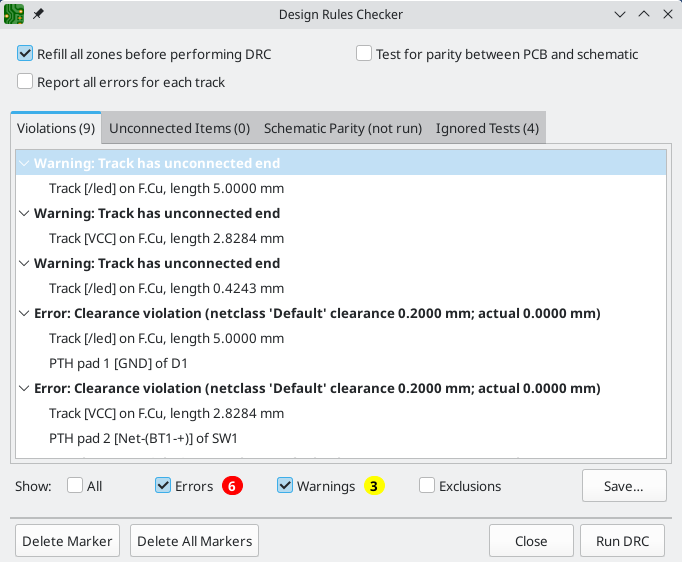 Design Rules Checker
Refill all zones before performing DRC
Test for parity between PCB and schematic
Report all errors for each track
Violations (9) Unconnected Items (0) Schematic Parity (not run) Ignored Tests (4)
Warning: Track has unconnected end
Track [/led] on F.Cu, length 5.0000 mm
Warning: Track has unconnected end
Track [VCC] on F.Cu, length 2.8284 mm
Warning: Track has unconnected end
Track [/led] on F.Cu, length 0.4243 mm
Error: Clearance violation (netclass 'Default' clearance 0.2000 mm; actual 0.0000 mm)
Track [/led] on F.Cu, length 5.0000 mm
PTH pad 1 [GND] of D1
Error: Clearance violation (netclass 'Default' clearance 0.2000 mm; actual 0.0000 mm)
Track [VCC] on F.Cu, length 2.8284 mm
PTH pad 2 [Net-(BT1-+)] of SW1
Show: All Errors 6 Warnings 3 Exclusions Save...
Delete Marker Delete All Markers Close Run DRC